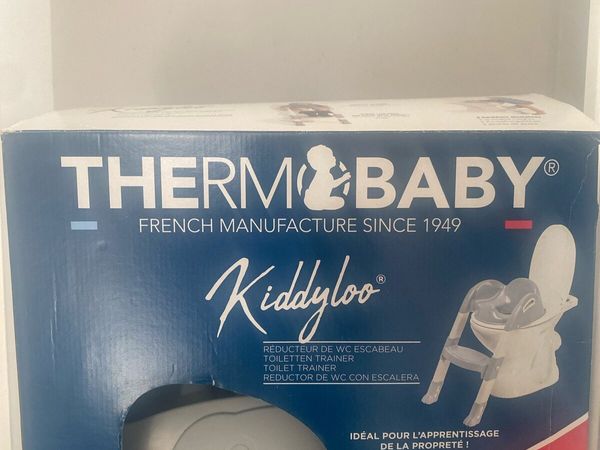 THERMOBABY®
FRENCH MANUFACTURE SINCE 1949
Kiddyloo®
RÉDUCTEUR DE WC ESCABEAU
TOILETTEN TRAINER
TOILET TRAINER
REDUCTOR DE WC CON ESCALERA
IDÉAL POUR L'APPRENTISSAGE
DE LA PROPRETÉ !